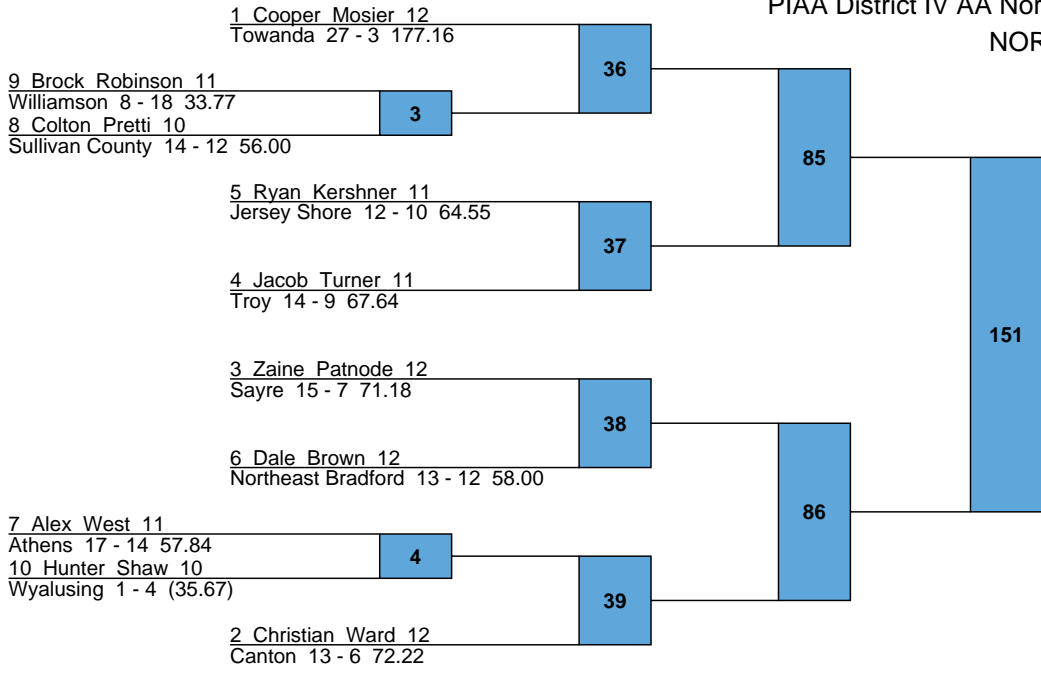 PIAA District IV AA Nor
NOR
1 Cooper Mosier 12
Towanda 27 - 3 177.16
36
9 Brock Robinson 11
Williamson 8 - 18 33.77
3
8 Colton Pretti 10
Sullivan County 14 - 12 56.00
85
5 Ryan Kershner 11
Jersey Shore 12 - 10 64.55
37
4 Jacob Turner 11
Troy 14 - 9 67.64
151
3 Zaine Patnode 12
Sayre 15 - 7 71.18
38
6 Dale Brown 12
Northeast Bradford 13 - 12 58.00
86
7 Alex West 11
Athens 17 - 14 57.84
4
10 Hunter Shaw 10
Wyalusing 1 - 4 (35.67)
39
2 Christian Ward 12
Canton 13 - 6 72.22